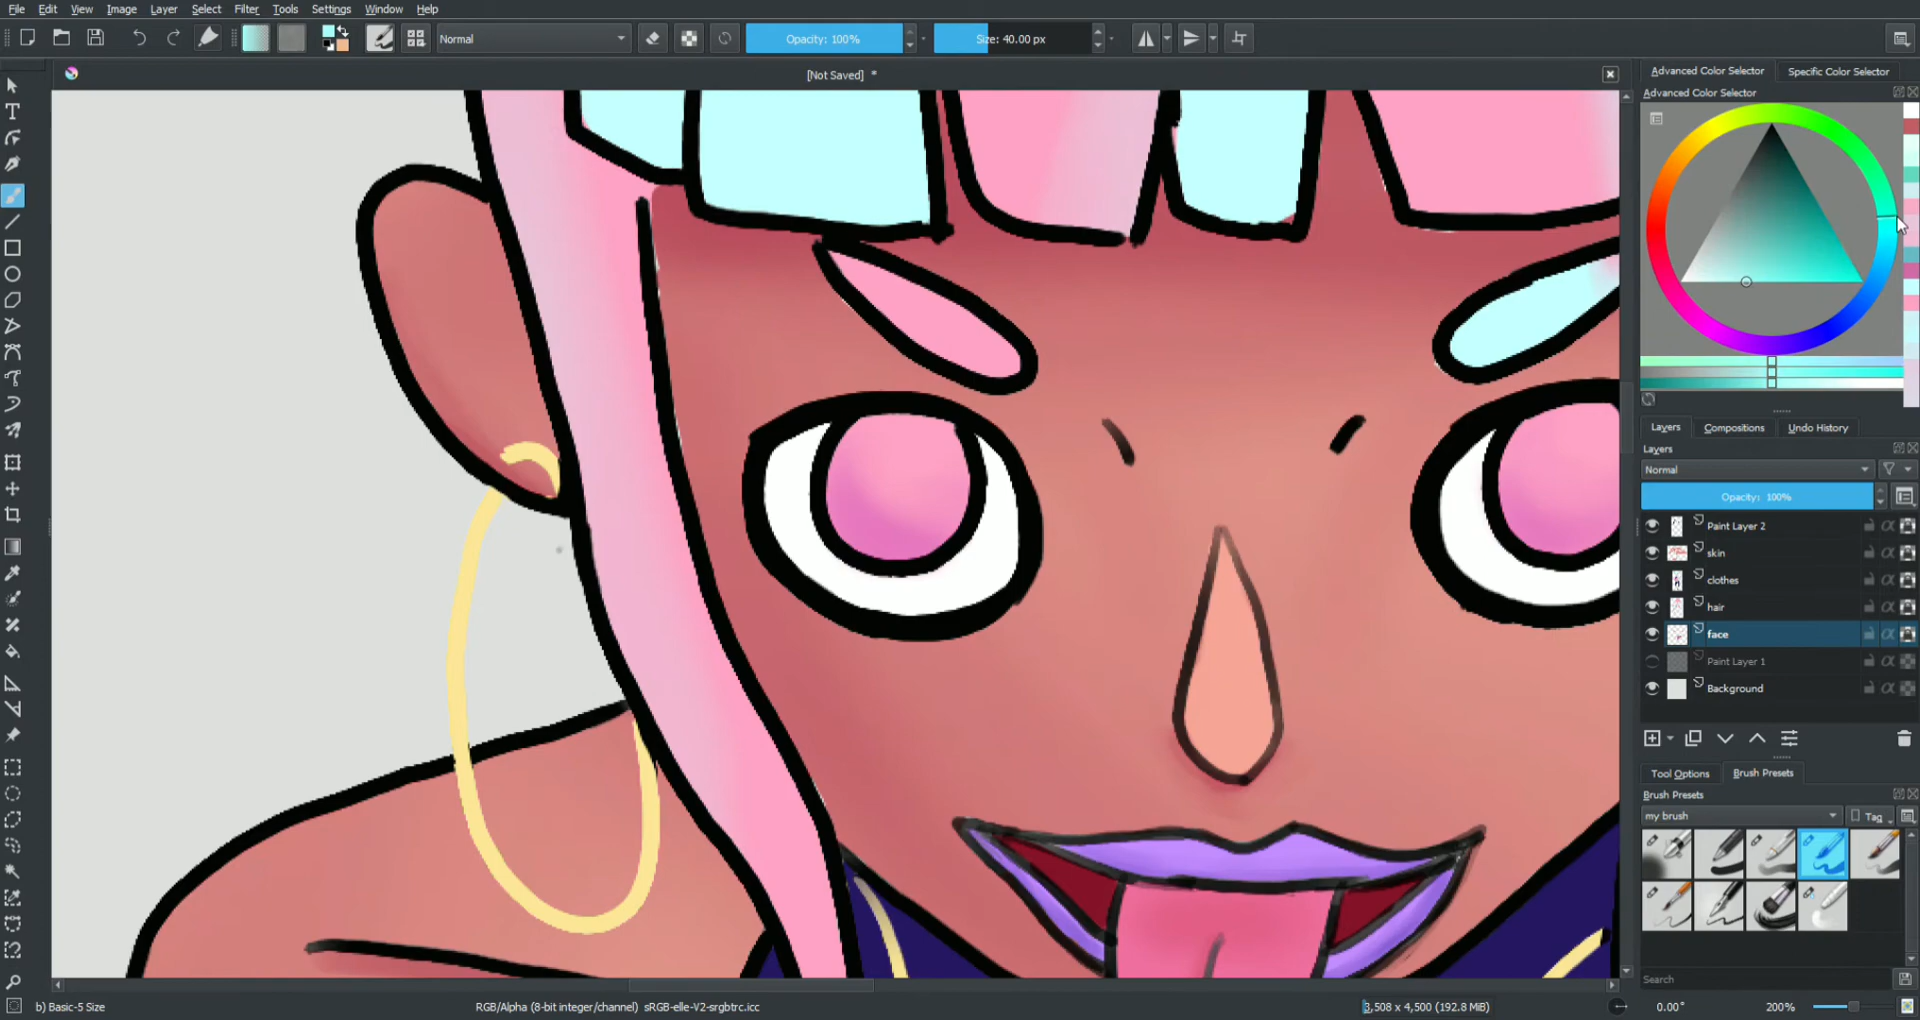 File Edit View Image Layer Select Filter Tools Settings Window Help
Normal Opacity: 100% Size: 40.00 px
[Not Saved] *
Advanced Color Selector Specific Color Selector
Advanced Color Selector
Layers Compositions Undo History
Layers
Normal
Opacity: 100%
Paint Layer 2
skin
clothes
hair
face
Paint Layer 1
Background
Tool Options Brush Presets
Brush Presets
my brush Tag
Search
b) Basic-5 Size RGB/Alpha (8-bit integer/channel) sRGB-elle-V2-srgbtrc.icc 3,508 x 4,500 (192.8 MiB) 0.00° 200%